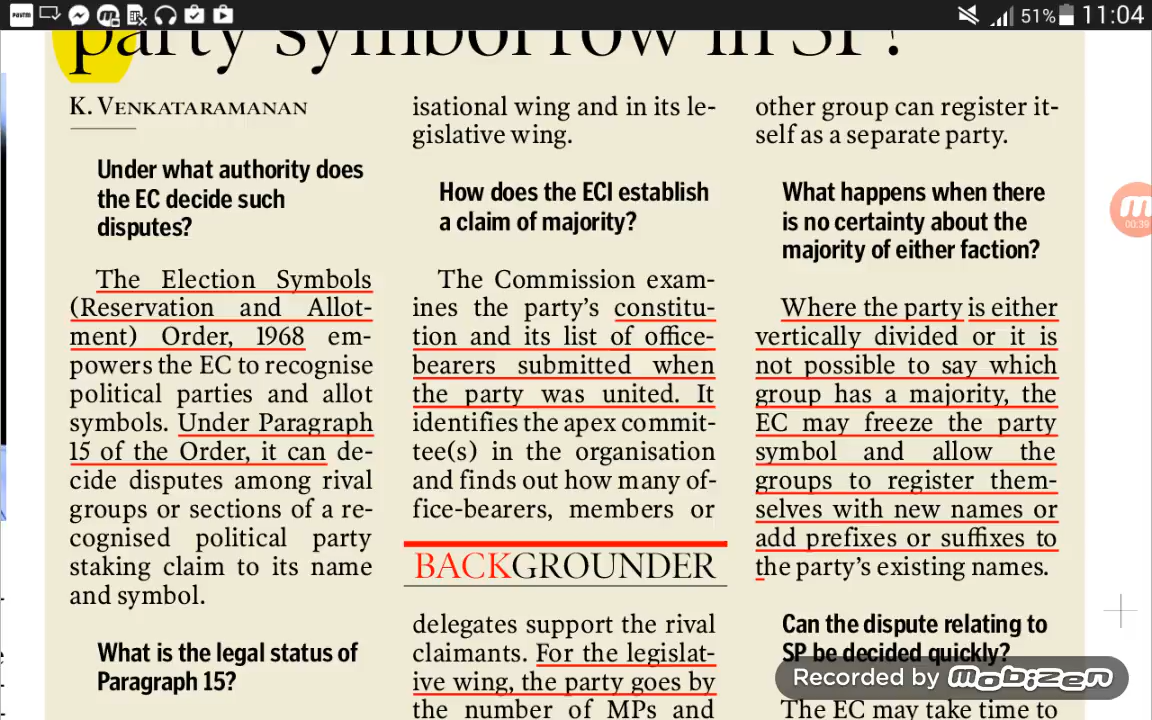 paytm
51%
11:04
party symbol row in SP?
K. VENKATARAMANAN
Under what authority does
the EC decide such
disputes?
The Election Symbols
(Reservation and Allot-
ment) Order, 1968 em-
powers the EC to recognise
political parties and allot
symbols. Under Paragraph
15 of the Order, it can de-
cide disputes among rival
groups or sections of a re-
cognised political party
staking claim to its name
and symbol.
What is the legal status of
Paragraph 15?
isational wing and in its le-
gislative wing.
How does the ECI establish
a claim of majority?
The Commission exam-
ines the party's constitu-
tion and its list of office-
bearers submitted when
the party was united. It
identifies the apex commit-
tee(s) in the organisation
and finds out how many of-
fice-bearers, members or
BACKGROUNDER
delegates support the rival
claimants. For the legislat-
ive wing, the party goes by
the number of MPs and
other group can register it-
self as a separate party.
What happens when there
is no certainty about the
majority of either faction?
Where the party is either
vertically divided or it is
not possible to say which
group has a majority, the
EC may freeze the party
symbol and allow the
groups to register them-
selves with new names or
add prefixes or suffixes to
the party's existing names.
Can the dispute relating to
SP be decided quickly?
The EC may take time to
00:39
Recorded by mobizen